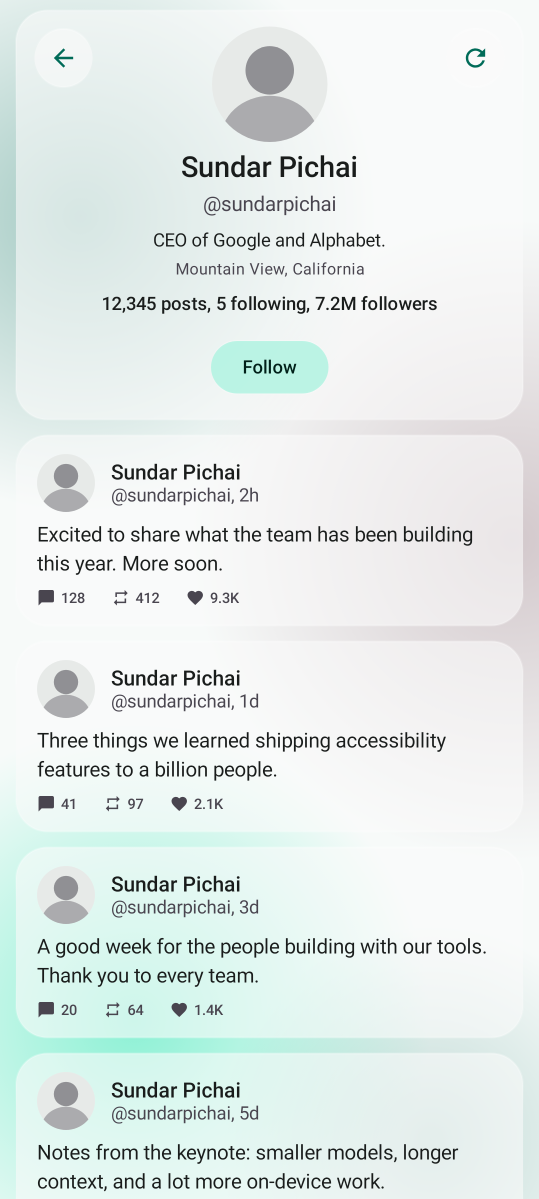 Sundar Pichai
@sundarpichai
CEO of Google and Alphabet.
Mountain View, California
12,345 posts, 5 following, 7.2M followers
Follow
Sundar Pichai
@sundarpichai, 2h
Excited to share what the team has been building
this year. More soon.
128 412 9.3K
Sundar Pichai
@sundarpichai, 1d
Three things we learned shipping accessibility
features to a billion people.
41 97 2.1K
Sundar Pichai
@sundarpichai, 3d
A good week for the people building with our tools.
Thank you to every team.
20 64 1.4K
Sundar Pichai
@sundarpichai, 5d
Notes from the keynote: smaller models, longer
context, and a lot more on-device work.